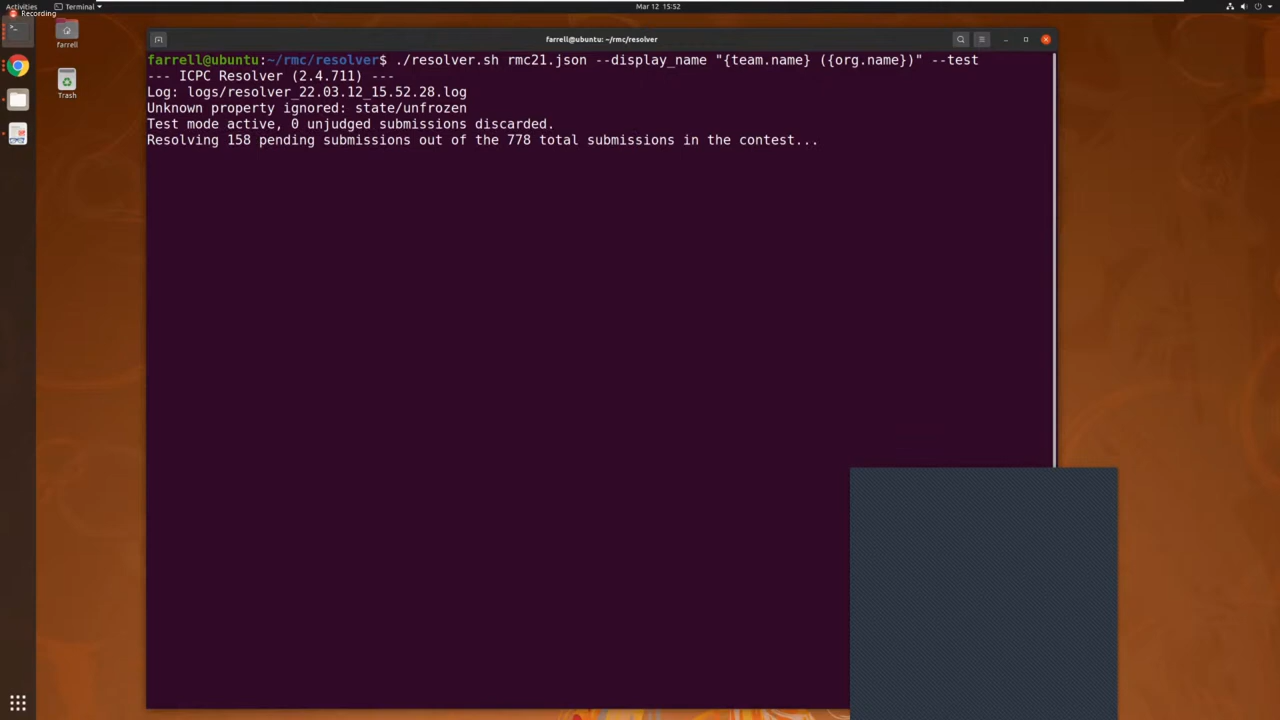 Activities Terminal Mar 12 15:52
Recording
farrell
Trash
farrell@ubuntu: ~/rmc/resolver
farrell@ubuntu:~/rmc/resolver$ ./resolver.sh rmc21.json --display_name "{team.name} ({org.name})" --test
--- ICPC Resolver (2.4.711) ---
Log: logs/resolver_22.03.12_15.52.28.log
Unknown property ignored: state/unfrozen
Test mode active, 0 unjudged submissions discarded.
Resolving 158 pending submissions out of the 778 total submissions in the contest...